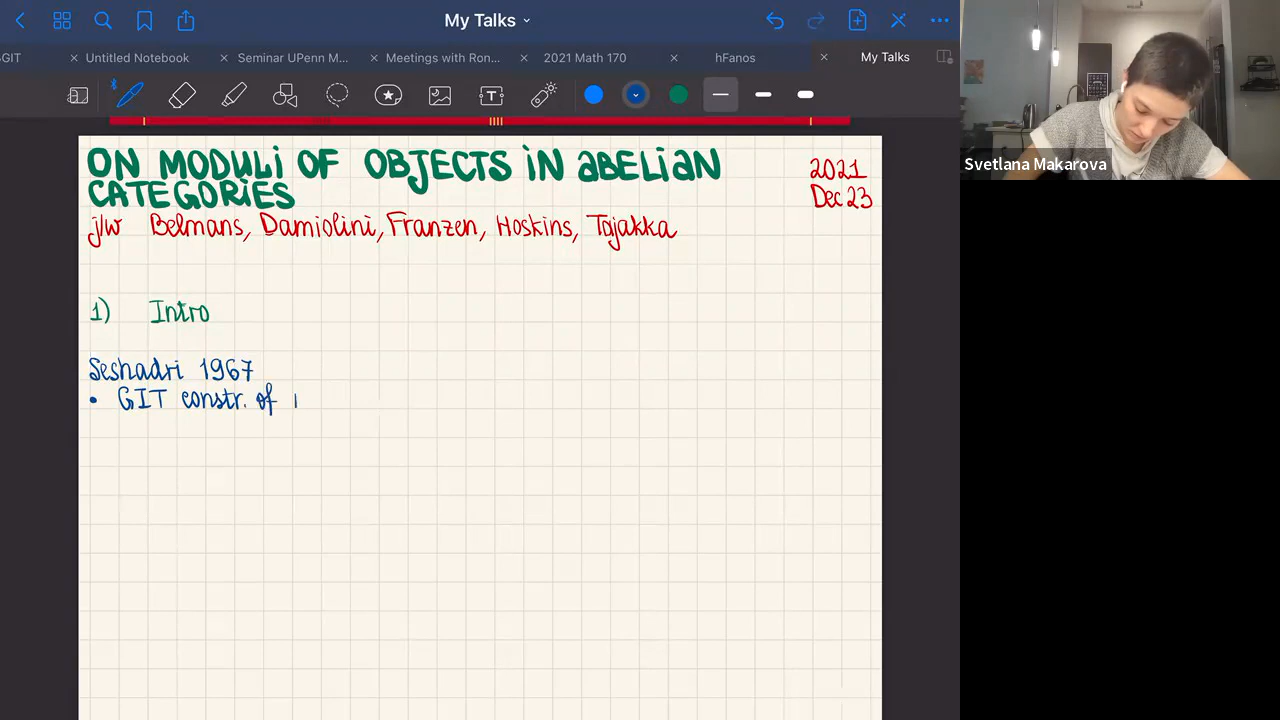 My Talks
GIT
Untitled Notebook
Seminar UPenn M...
Meetings with Ron...
2021 Math 170
hFanos
My Talks
T
ON MODULI OF OBJECTS IN ABELIAN
CATEGORIES
2021
Dec 23
j/w Belmans, Damiolini, Franzen, Hoskins, Tajakka
1) Intro
Seshadri 1967
• GIT constr. of
Svetlana Makarova